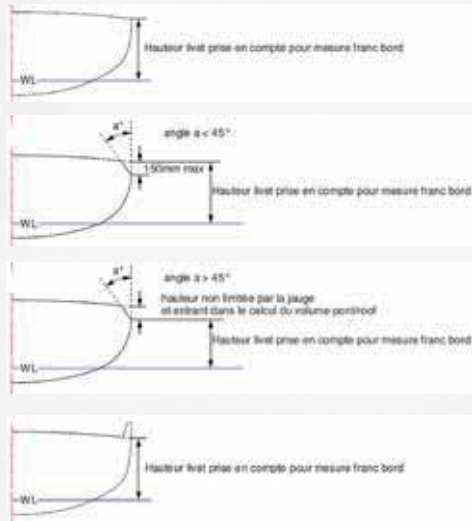 Hauteur livet prise en compte pour mesure franc bord
WL
a°
angle a < 45°
150mm max
Hauteur livet prise en compte pour mesure franc bord
WL
a°
angle a > 45°
hauteur non limitée par la jauge
et entrant dans le calcul du volume pont/roof
Hauteur livet prise en compte pour mesure franc bord
WL
Hauteur livet prise en compte pour mesure franc bord
WL